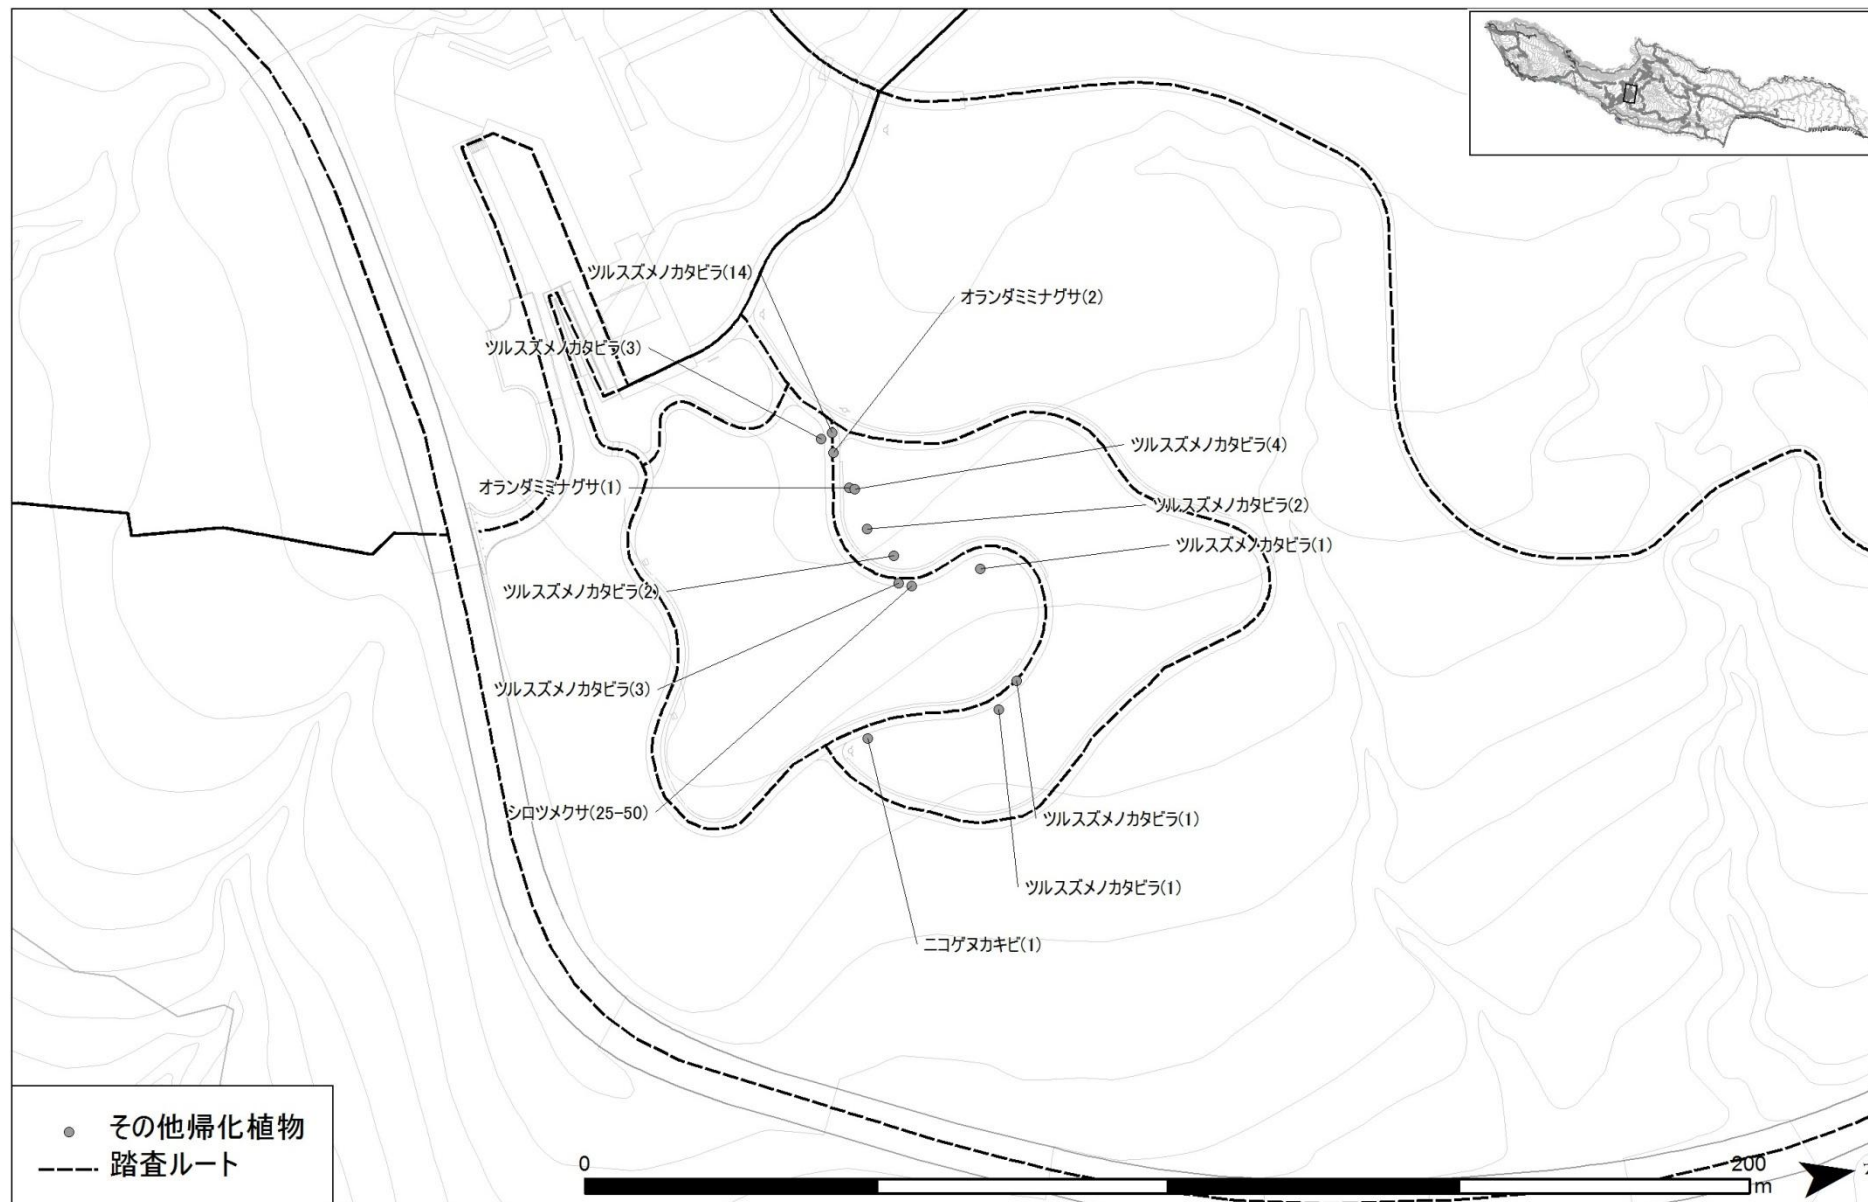 ツルスズメノカタビラ(14)
オランダミミナグサ(2)
ツルスズメノカタビラ(3)
ツルスズメノカタビラ(4)
オランダミミナグサ(1)
ツルスズメノカタビラ(2)
ツルスズメノカタビラ(1)
ツルスズメノカタビラ(2)
ツルスズメノカタビラ(3)
シロツメクサ(25-50)
ツルスズメノカタビラ(1)
ツルスズメノカタビラ(1)
ニコゲヌカキビ(1)
その他帰化植物
踏査ルート
0
200
m